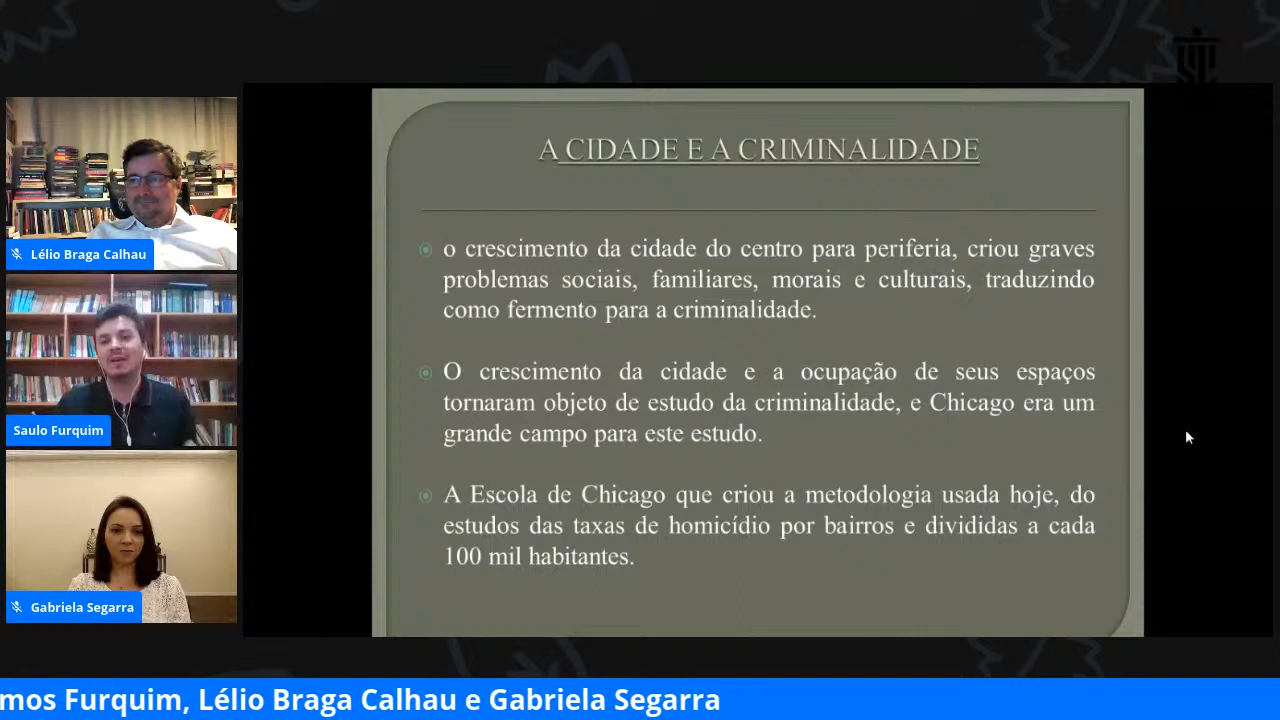 A CIDADE E A CRIMINALIDADE
o crescimento da cidade do centro para periferia, criou graves
problemas sociais, familiares, morais e culturais, traduzindo
como fermento para a criminalidade.
O crescimento da cidade e a ocupação de seus espaços
tornaram objeto de estudo da criminalidade, e Chicago era um
grande campo para este estudo.
A Escola de Chicago que criou a metodologia usada hoje, do
estudos das taxas de homicídio por bairros e divididas a cada
100 mil habitantes.
Lélio Braga Calhau
Saulo Furquim
Gabriela Segarra
mos Furquim, Lélio Braga Calhau e Gabriela Segarra